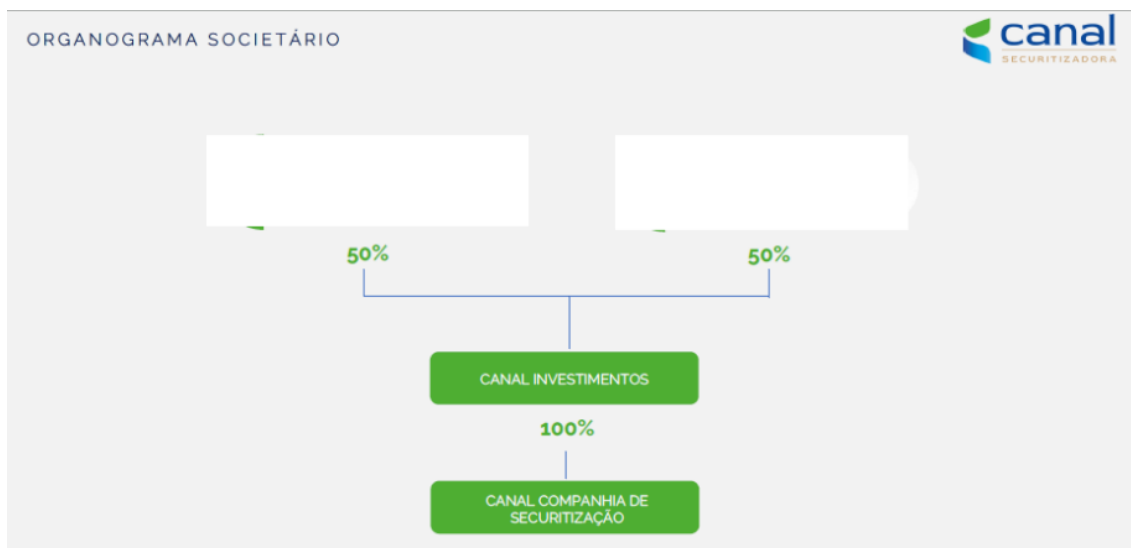 ORGANOGRAMA SOCIETÁRIO
canal
SECURITIZADORA
50%
50%
CANAL INVESTIMENTOS
100%
CANAL COMPANHIA DE
SECURITIZAÇÃO